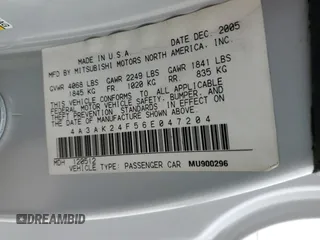 MADE IN U.S.A. DATE DEC. 2005
MFD BY MITSUBISHI MOTORS NORTH AMERICA, INC.
GVWR 4068 LBS GAWR 2249 LBS GAWR 1841 LBS
1845 KG FR: 1020 KG RR: 835 KG
THIS VEHICLE CONFORMS TO ALL APPLICABLE U.S.
FEDERAL MOTOR VEHICLE SAFETY, BUMPER, AND
THEFT PREVENTION STANDARDS IN EFFECT ON
THE DATE OF MANUFACTURE SHOWN ABOVE.
4A3AK24F56E047204
MDH 120512
VEHICLE TYPE: PASSENGER CAR MU900296
DREAMBID